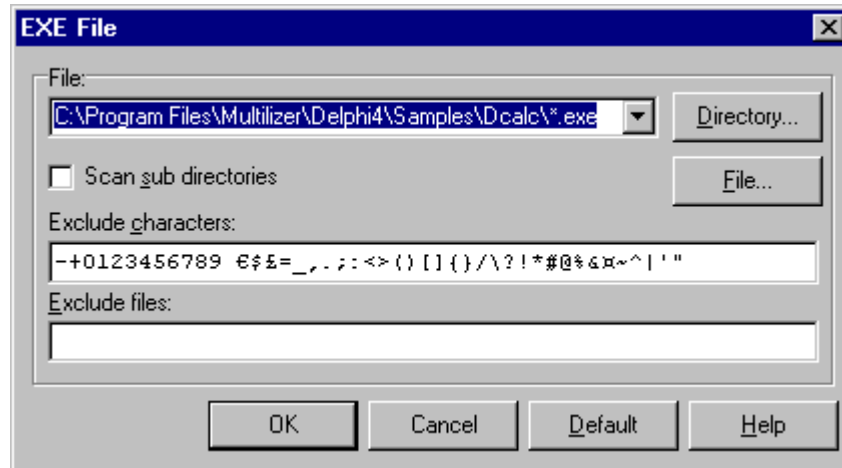 EXE File
File:
C:\Program Files\Multilizer\Delphi4\Samples\Dcalc\*.exe
Directory...
Scan sub directories
File...
Exclude characters:
-+0123456789 €$£=_,.;:<>()[]{}/\?!*#@%&¤~^|'"
Exclude files:
OK Cancel Default Help